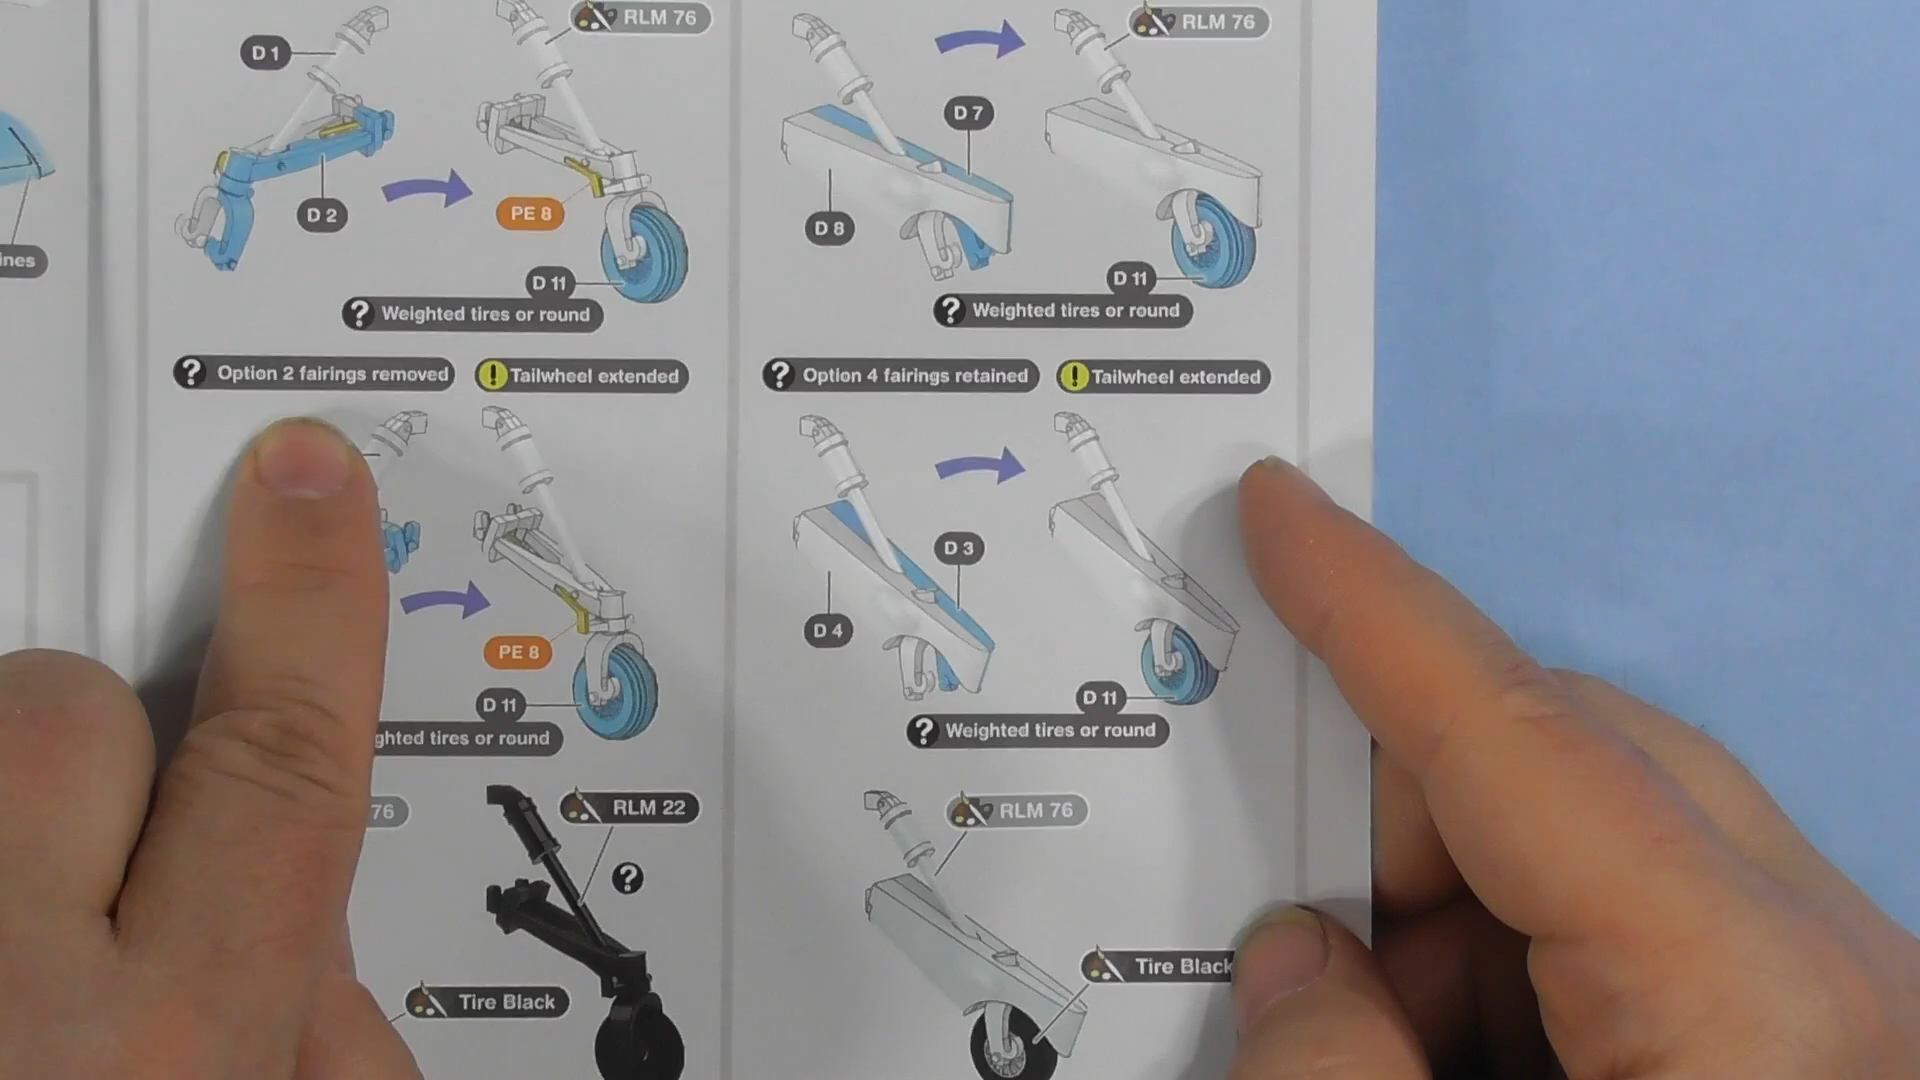 D 1
RLM 76
D 2
PE 8
D 11
? Weighted tires or round
? Option 2 fairings removed
! Tailwheel extended
PE 8
D 11
ghted tires or round
76
RLM 22
?
Tire Black
RLM 76
D 7
D 8
D 11
? Weighted tires or round
? Option 4 fairings retained
! Tailwheel extended
D 3
D 4
D 11
? Weighted tires or round
RLM 76
Tire Black
ines